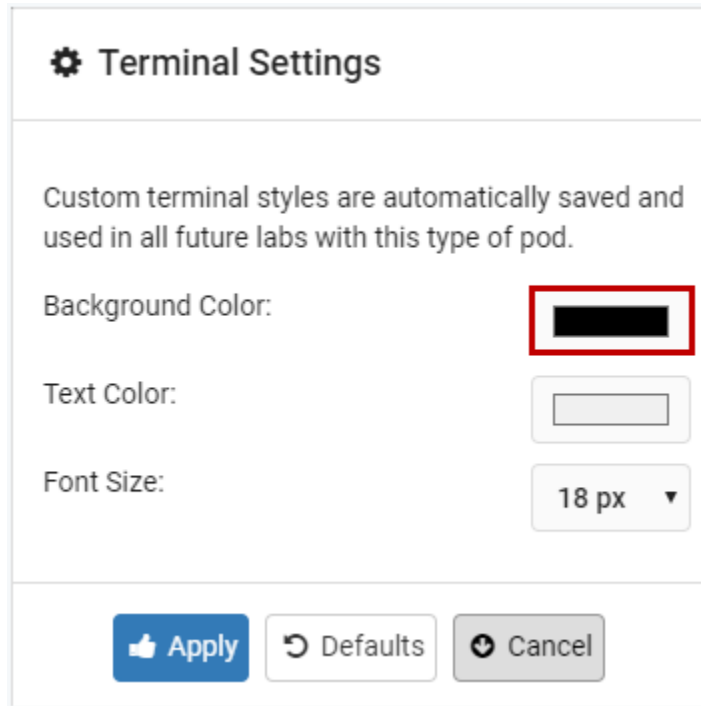 Terminal Settings
Custom terminal styles are automatically saved and
used in all future labs with this type of pod.
Background Color:
Text Color:
Font Size:
18 px
Apply
Defaults
Cancel